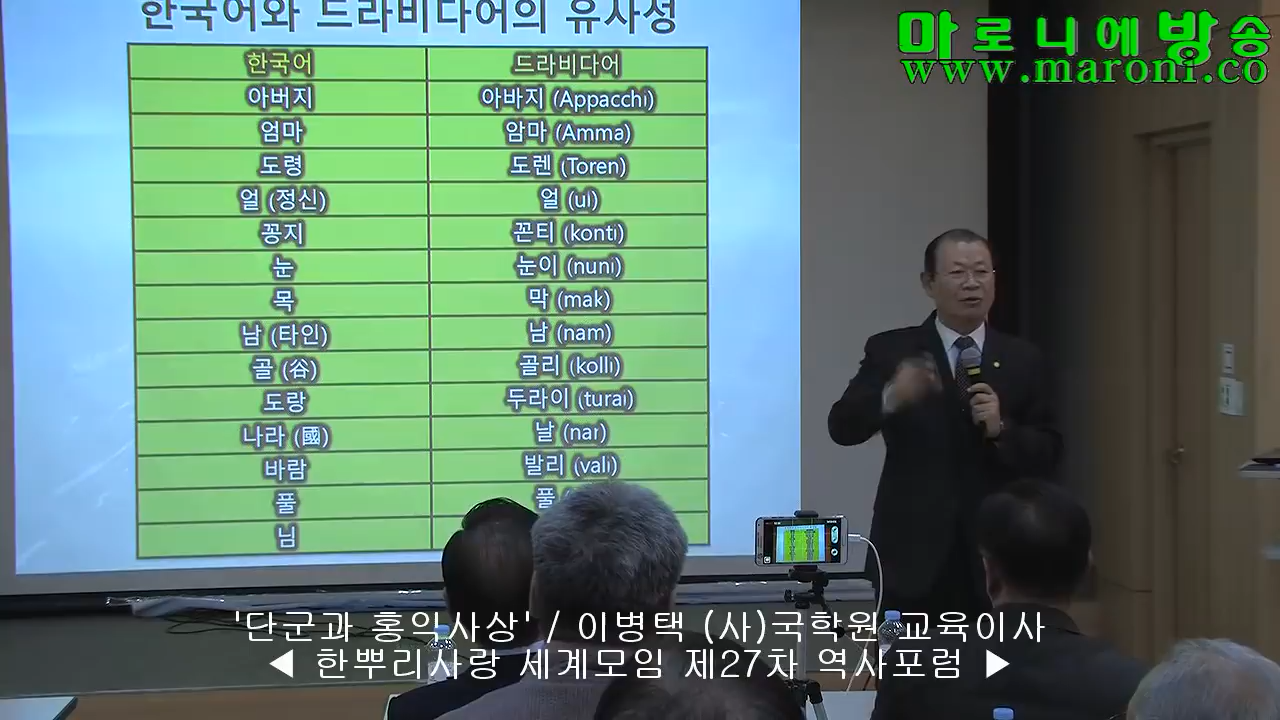 한국어와 드라비다어의 유사성
마로니에방송
www.maroni.co
한국어 드라비다어
아버지 아바지 (Appacchi)
엄마 암마 (Amma)
도령 도렌 (Toren)
얼 (정신) 얼 (ul)
꽁지 꼰티 (konti)
눈 눈이 (nuni)
목 막 (mak)
남 (타인) 남 (nam)
골 (谷) 골리 (kolli)
도랑 두라이 (turai)
나라 (國) 날 (nar)
바람 발리 (vali)
풀 풀
님
'단군과 홍익사상' / 이병택 (사)국학원 교육이사
◀ 한뿌리사랑 세계모임 제27차 역사포럼 ▶